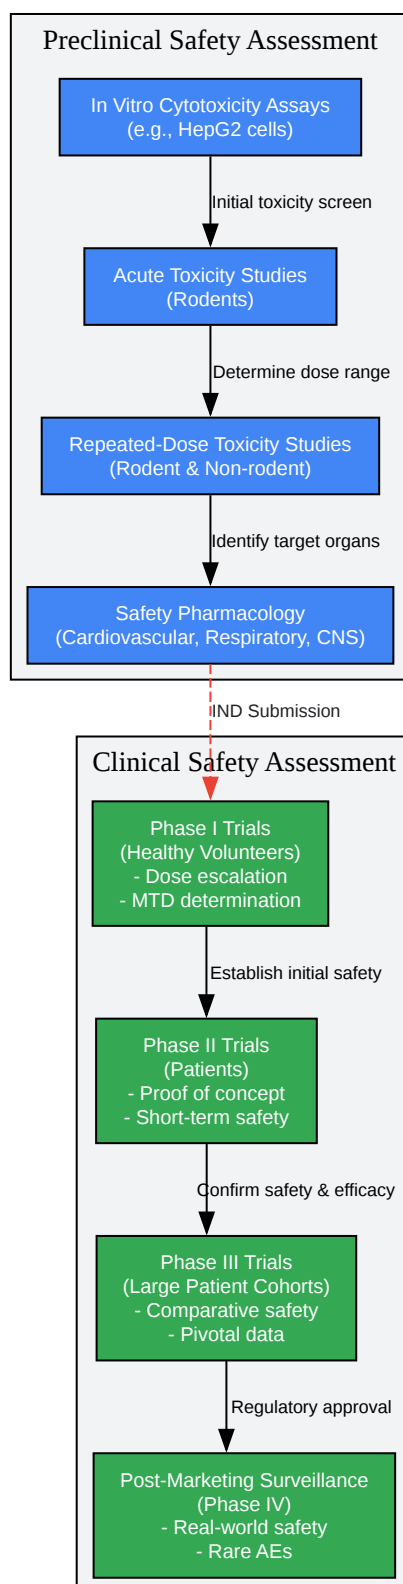 Preclinical Safety Assessment
In Vitro Cytotoxicity Assays
(e.g., HepG2 cells)
Initial toxicity screen
Acute Toxicity Studies
(Rodents)
Determine dose range
Repeated-Dose Toxicity Studies
(Rodent & Non-rodent)
Identify target organs
Safety Pharmacology
(Cardiovascular, Respiratory, CNS)
IND Submission
Clinical Safety Assessment
Phase I Trials
(Healthy Volunteers)
- Dose escalation
- MTD determination
Establish initial safety
Phase II Trials
(Patients)
- Proof of concept
- Short-term safety
Confirm safety & efficacy
Phase III Trials
(Large Patient Cohorts)
- Comparative safety
- Pivotal data
Regulatory approval
Post-Marketing Surveillance
(Phase IV)
- Real-world safety
- Rare AEs